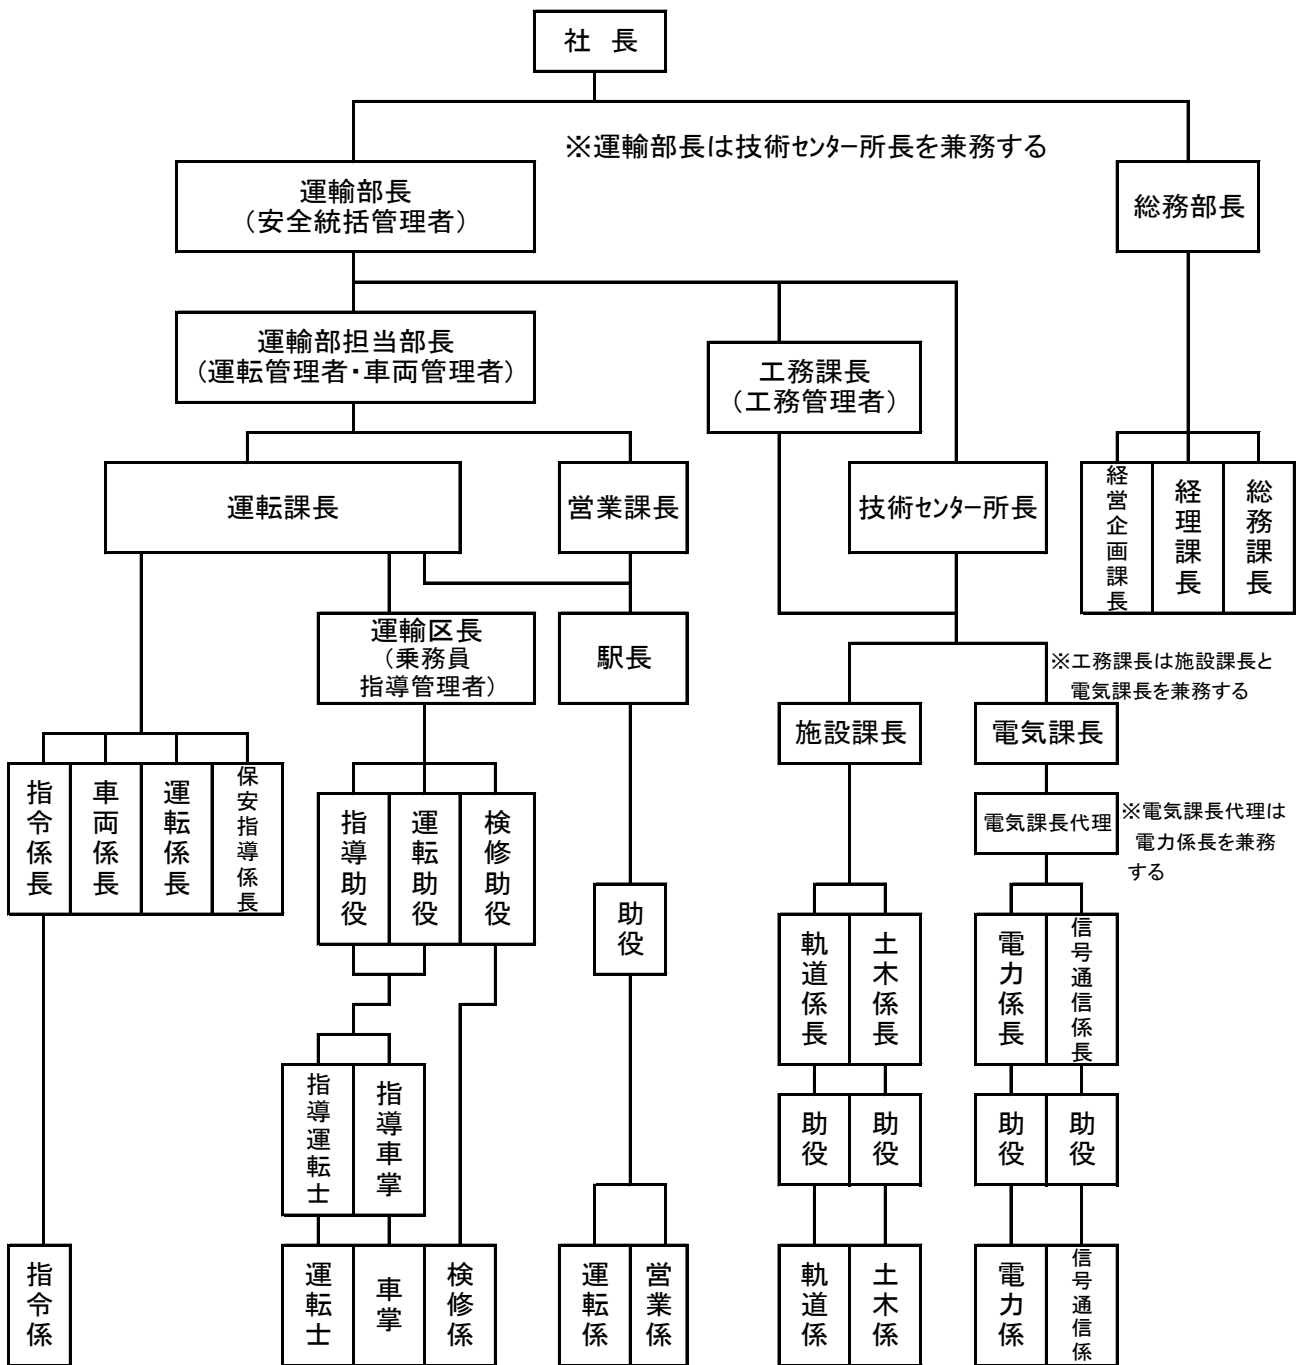 社 長
※運輸部長は技術センター所長を兼務する
運輸部長
（安全統括管理者）
総務部長
運輸部担当部長
（運転管理者・車両管理者）
工務課長
（工務管理者）
運転課長
営業課長
技術センター所長
経営企画課長
経理課長
総務課長
運輸区長
（乗務員
指導管理者）
駅長
※工務課長は施設課長と
電気課長を兼務する
施設課長
電気課長
指令係長
車両係長
運転係長
保安指導係長
指導助役
運転助役
検修助役
電気課長代理
※電気課長代理は
電力係長を兼務
する
助役
軌道係長
土木係長
電力係長
信号通信係長
指導運転士
指導車掌
助役
助役
助役
助役
指令係
運転士
車掌
検修係
運転係
営業係
軌道係
土木係
電力係
信号通信係